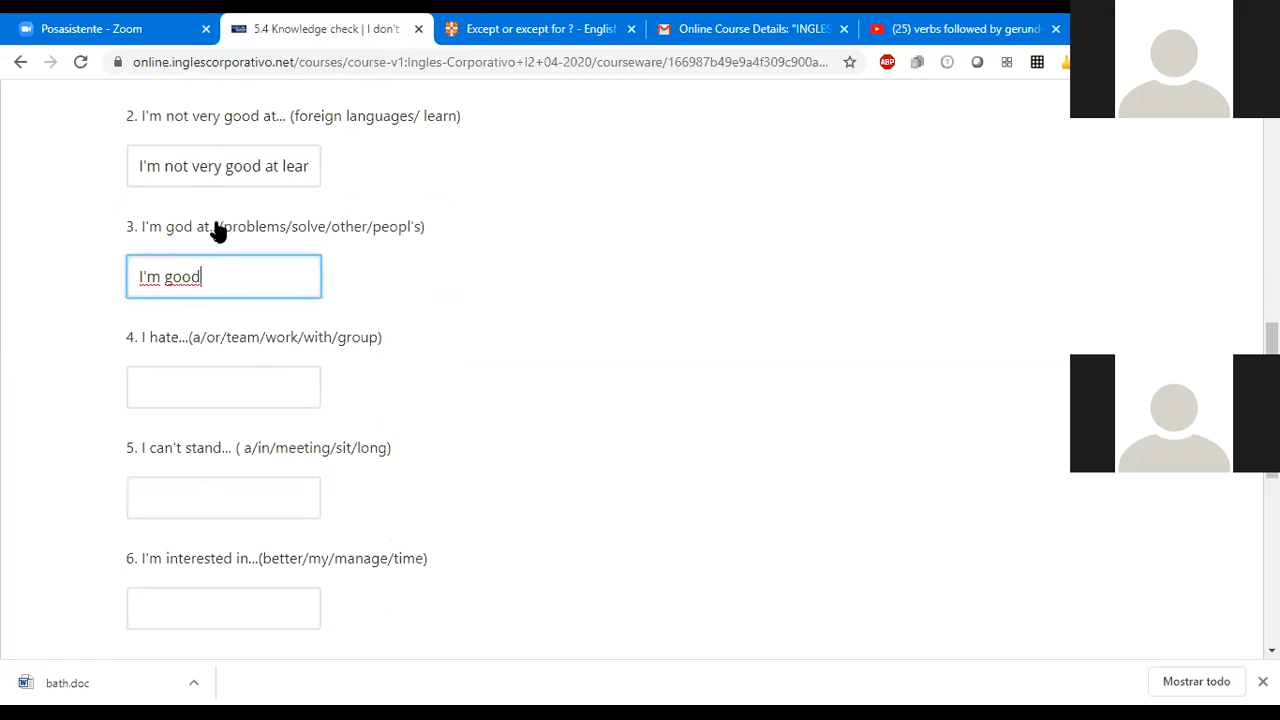 Posasistente - Zoom
5.4 Knowledge check | I don't
Except or except for ? - Englis
Online Course Details: "INGLES
(25) verbs followed by gerund
online.inglescorporativo.net/courses/course-v1:Ingles-Corporativo+I2+04-2020/courseware/166987b49e9a4f309c900a...
ABP
2. I'm not very good at... (foreign languages/ learn)
I'm not very good at lear
3. I'm god at. /problems/solve/other/peopl's)
I'm good
4. I hate...(a/or/team/work/with/group)
5. I can't stand... ( a/in/meeting/sit/long)
6. I'm interested in...(better/my/manage/time)
bath.doc
Mostrar todo